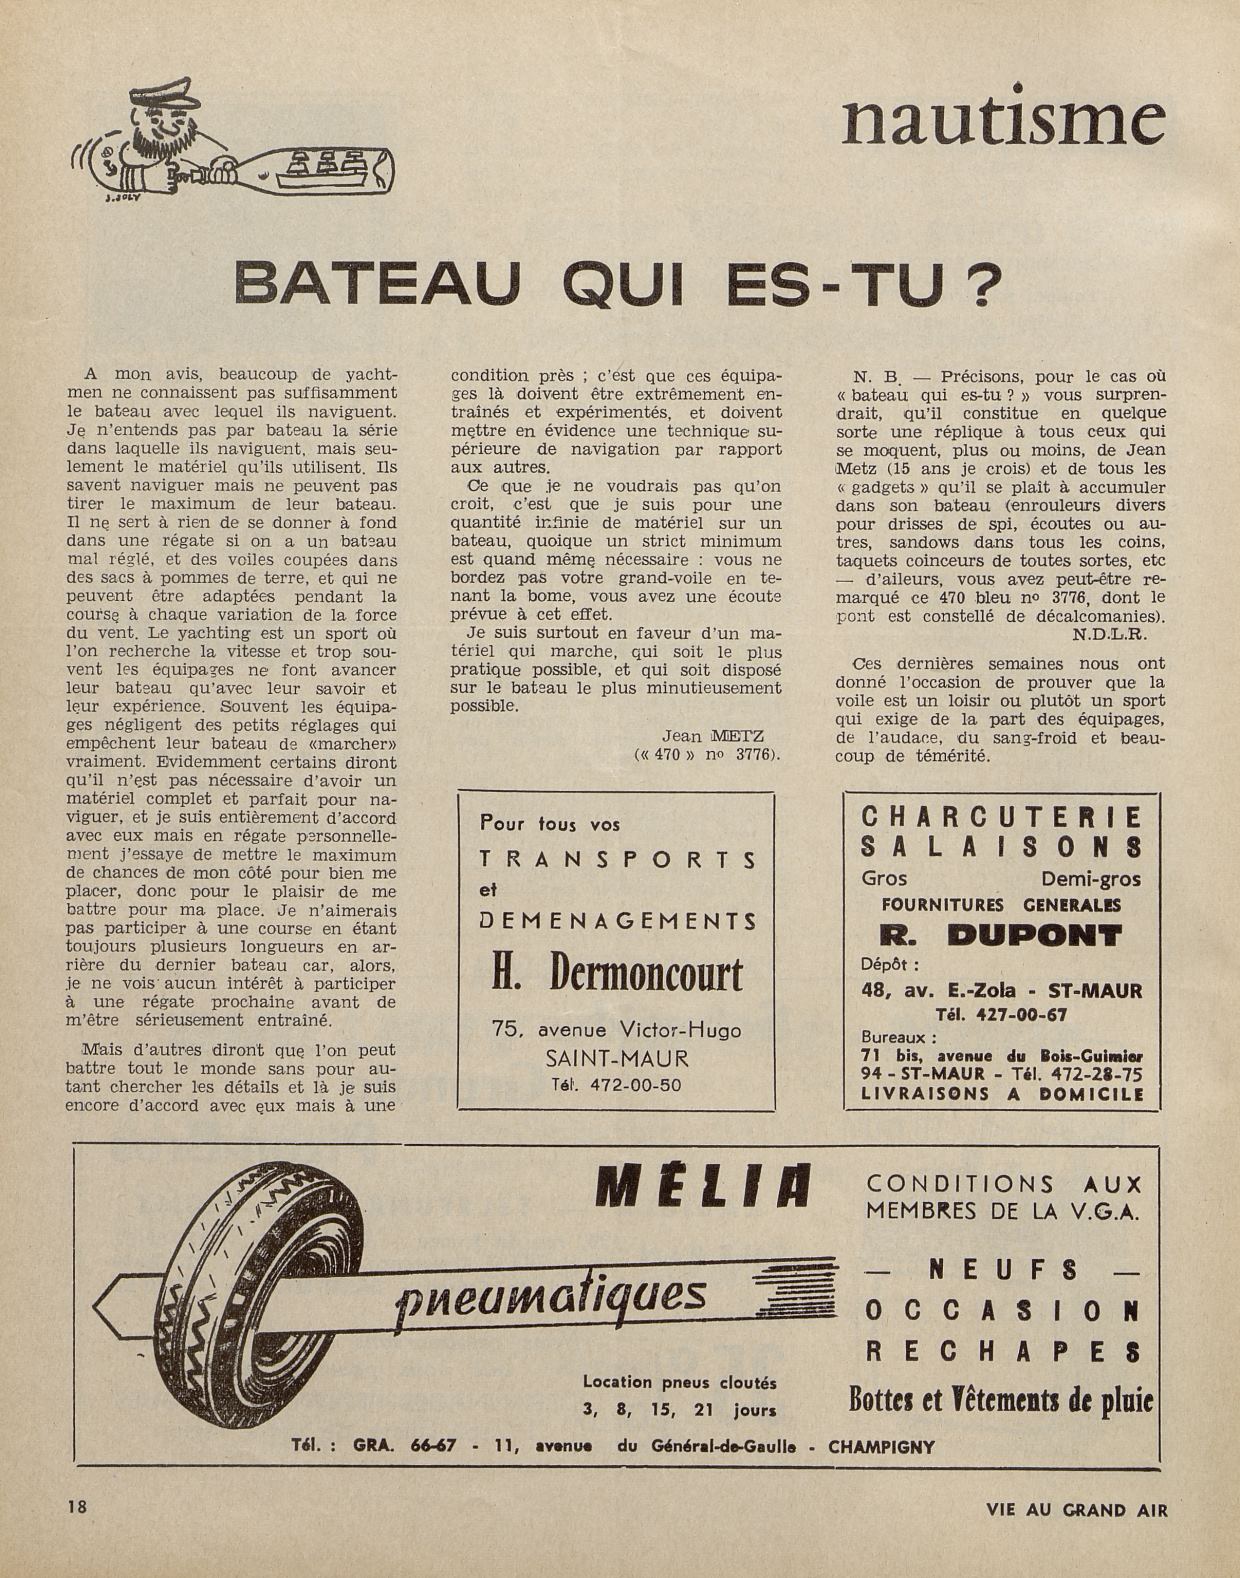 nautisme
J. JOLY
BATEAU QUI ES-TU ?
A mon avis, beaucoup de yacht-
men ne connaissent pas suffisamment
le bateau avec lequel ils naviguent.
Je n'entends pas par bateau la série
dans laquelle ils naviguent, mais seu-
lement le matériel qu'ils utilisent. Ils
savent naviguer mais ne peuvent pas
tirer le maximum de leur bateau.
Il ne sert à rien de se donner à fond
dans une régate si on a un bateau
mal réglé, et des voiles coupées dans
des sacs à pommes de terre, et qui ne
peuvent être adaptées pendant la
course à chaque variation de la force
du vent. Le yachting est un sport où
l'on recherche la vitesse et trop sou-
vent les équipages ne font avancer
leur bateau qu'avec leur savoir et
leur expérience. Souvent les équipa-
ges négligent des petits réglages qui
empêchent leur bateau de «marcher»
vraiment. Evidemment certains diront
qu'il n'est pas nécessaire d'avoir un
matériel complet et parfait pour na-
viguer, et je suis entièrement d'accord
avec eux mais en régate personnelle-
ment j'essaye de mettre le maximum
de chances de mon côté pour bien me
placer, donc pour le plaisir de me
battre pour ma place. Je n'aimerais
pas participer à une course en étant
toujours plusieurs longueurs en ar-
rière du dernier bateau car, alors,
je ne vois aucun intérêt à participer
à une régate prochaine avant de
m'être sérieusement entraîné.
Mais d'autres diront que l'on peut
battre tout le monde sans pour au-
tant chercher les détails et là je suis
encore d'accord avec eux mais à une
condition près ; c'est que ces équipa-
ges là doivent être extrêmement en-
traînés et expérimentés, et doivent
mettre en évidence une technique su-
périeure de navigation par rapport
aux autres.
Ce que je ne voudrais pas qu'on
croit, c'est que je suis pour une
quantité infinie de matériel sur un
bateau, quoique un strict minimum
est quand même nécessaire : vous ne
bordez pas votre grand-voile en te-
nant la bome, vous avez une écoute
prévue à cet effet.
Je suis surtout en faveur d'un ma-
tériel qui marche, qui soit le plus
pratique possible, et qui soit disposé
sur le bateau le plus minutieusement
possible.
Jean METZ
(« 470 » nº 3776).
N. B. — Précisons, pour le cas où
« bateau qui es-tu ? » vous surpren-
drait, qu'il constitue en quelque
sorte une réplique à tous ceux qui
se moquent, plus ou moins, de Jean
Metz (15 ans je crois) et de tous les
« gadgets » qu'il se plait à accumuler
dans son bateau (enrouleurs divers
pour drisses de spi, écoutes ou au-
tres, sandows dans tous les coins,
taquets coinceurs de toutes sortes, etc
— d'ailleurs, vous avez peut-être re-
marqué ce 470 bleu nº 3776, dont le
pont est constellé de décalcomanies).
N.D.L.R.
Ces dernières semaines nous ont
donné l'occasion de prouver que la
voile est un loisir ou plutôt un sport
qui exige de la part des équipages,
de l'audace, du sang-froid et beau-
coup de témérité.
Pour tous vos
TRANSPORTS
et
DEMENAGEMENTS
H. Dermoncourt
75, avenue Victor-Hugo
SAINT-MAUR
Tél. 472-00-50
CHARCUTERIE
SALAISONS
Gros Demi-gros
FOURNITURES GENERALES
R. DUPONT
Dépôt :
48, av. E.-Zola - ST-MAUR
Tél. 427-00-67
Bureaux :
71 bis, avenue du Bois-Guimier
94 - ST-MAUR - Tél. 472-28-75
LIVRAISONS A DOMICILE
MÉLIA
pneumatiques
Location pneus cloutés
3, 8, 15, 21 jours
CONDITIONS AUX
MEMBRES DE LA V.G.A.
— NEUFS —
OCCASION
RECHAPES
Bottes et Vêtements de pluie
Tél. : GRA. 66-67 - 11, avenue du Général-de-Gaulle - CHAMPIGNY
18
VIE AU GRAND AIR